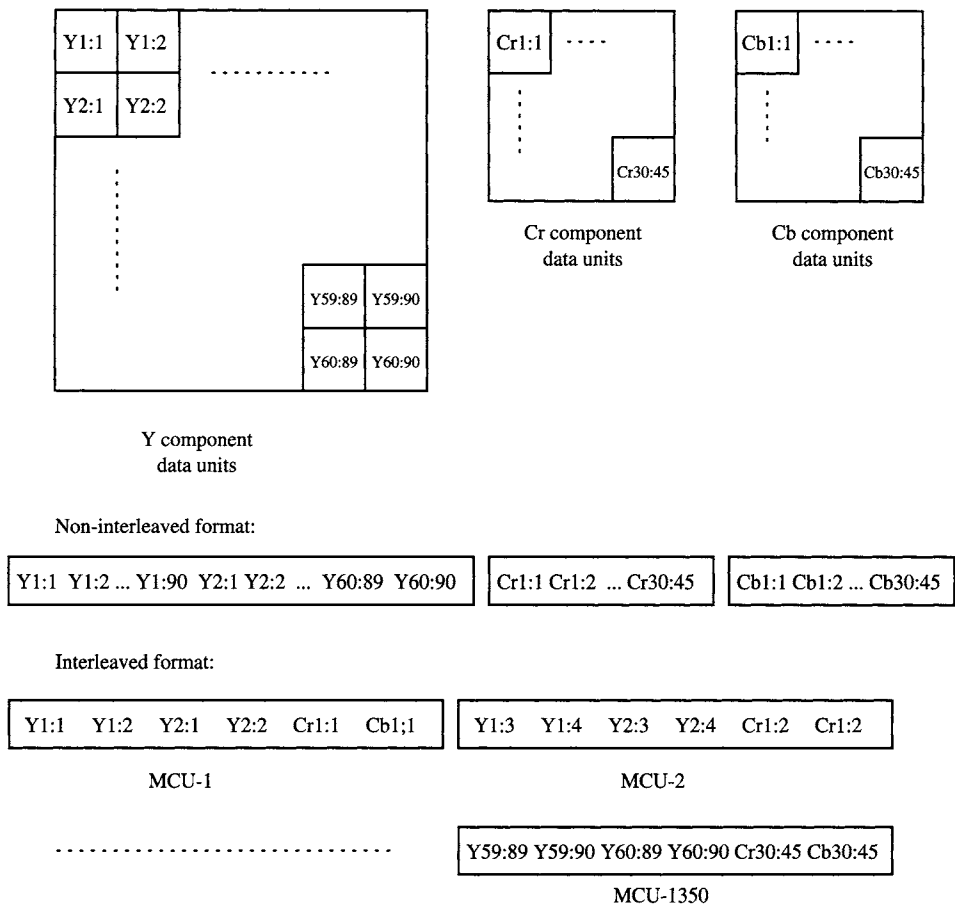 Y1:1 Y1:2
Y2:1 Y2:2
Y59:89 Y59:90
Y60:89 Y60:90
Y component
data units
Cr1:1
Cr30:45
Cr component
data units
Cb1:1
Cb30:45
Cb component
data units
Non-interleaved format:
Y1:1 Y1:2 ... Y1:90 Y2:1 Y2:2 ... Y60:89 Y60:90
Cr1:1 Cr1:2 ... Cr30:45
Cb1:1 Cb1:2 ... Cb30:45
Interleaved format:
Y1:1 Y1:2 Y2:1 Y2:2 Cr1:1 Cb1;1
MCU-1
Y1:3 Y1:4 Y2:3 Y2:4 Cr1:2 Cr1:2
MCU-2
Y59:89 Y59:90 Y60:89 Y60:90 Cr30:45 Cb30:45
MCU-1350